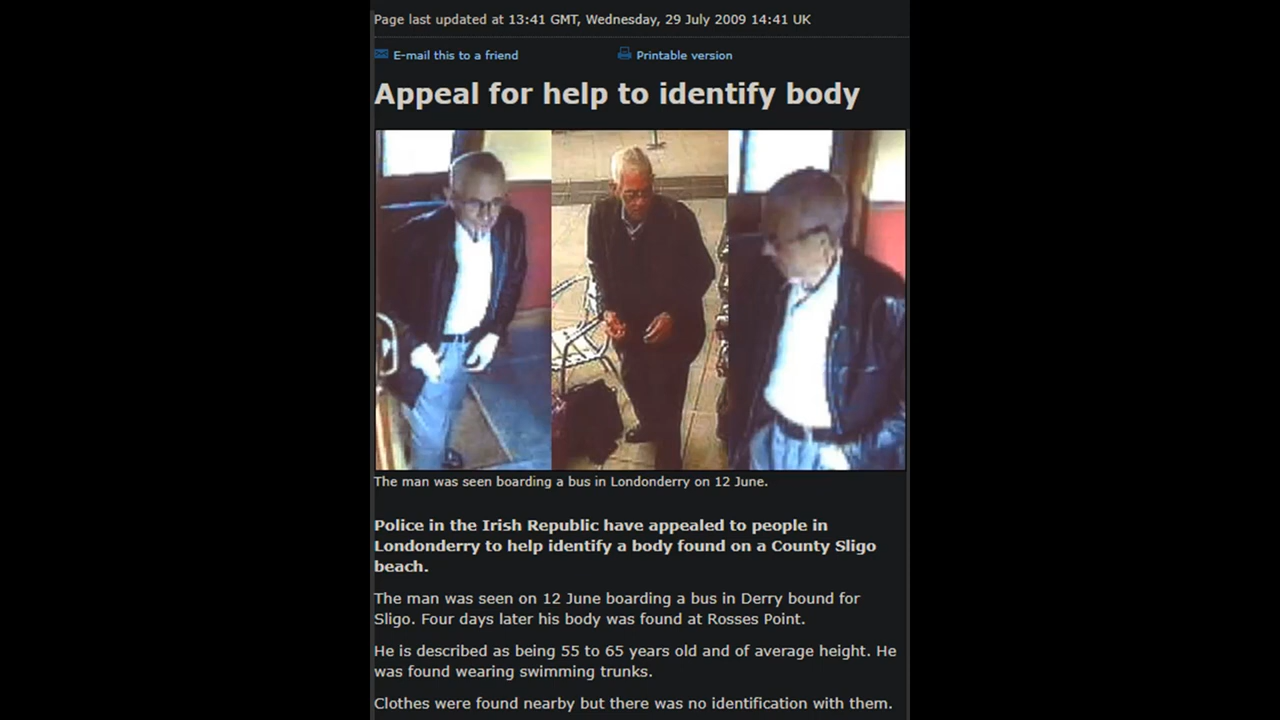 Page last updated at 13:41 GMT, Wednesday, 29 July 2009 14:41 UK
E-mail this to a friend
Printable version
Appeal for help to identify body
The man was seen boarding a bus in Londonderry on 12 June.
Police in the Irish Republic have appealed to people in
Londonderry to help identify a body found on a County Sligo
beach.
The man was seen on 12 June boarding a bus in Derry bound for
Sligo. Four days later his body was found at Rosses Point.
He is described as being 55 to 65 years old and of average height. He
was found wearing swimming trunks.
Clothes were found nearby but there was no identification with them.